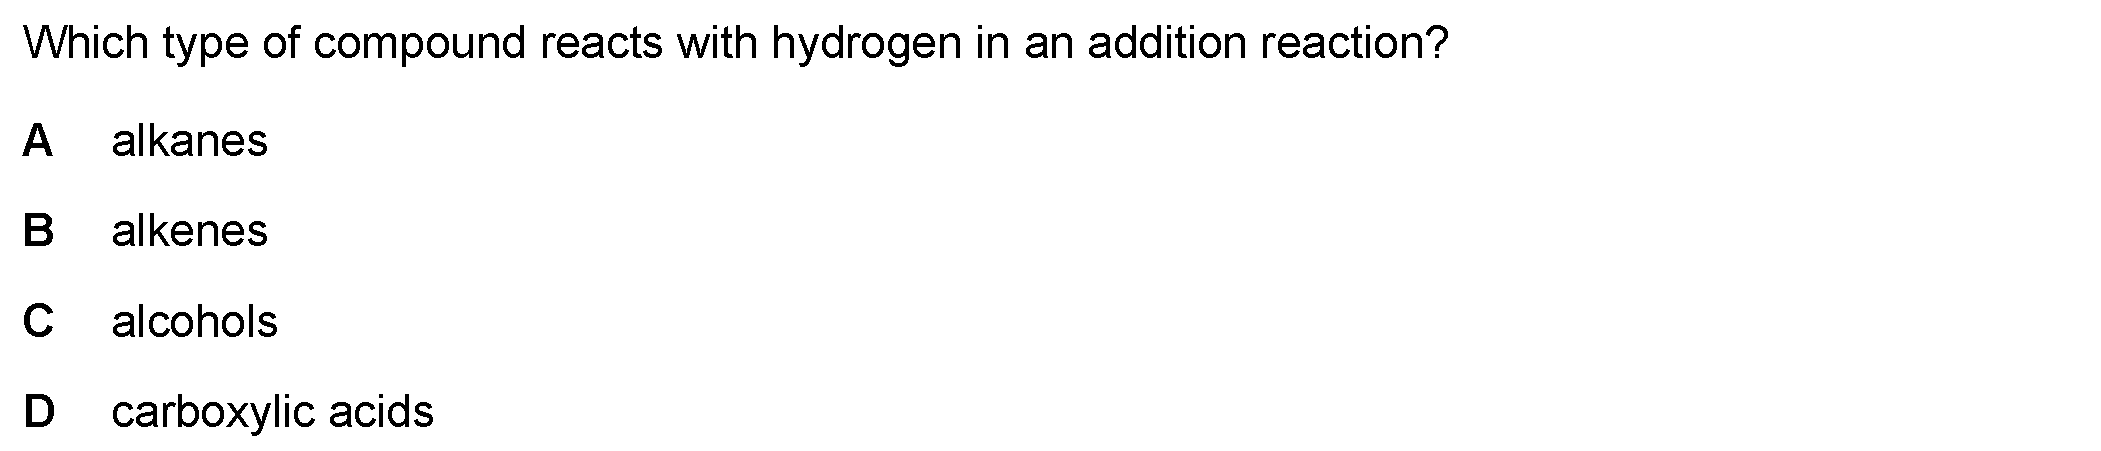 Which type of compound reacts with hydrogen in an addition reaction?
A alkanes
B alkenes
C alcohols
D carboxylic acids